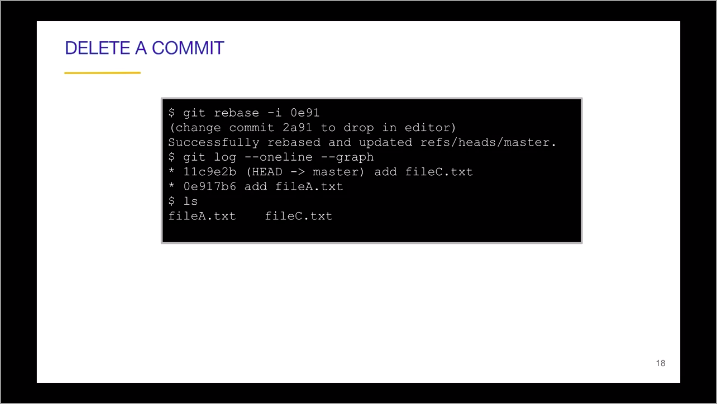 DELETE A COMMIT
$ git rebase -i 0e91
(change commit 2a91 to drop in editor)
Successfully rebased and updated refs/heads/master.
$ git log --oneline --graph
* 11c9e2b (HEAD -> master) add fileC.txt
* 0e917b6 add fileA.txt
$ ls
fileA.txt    fileC.txt
18